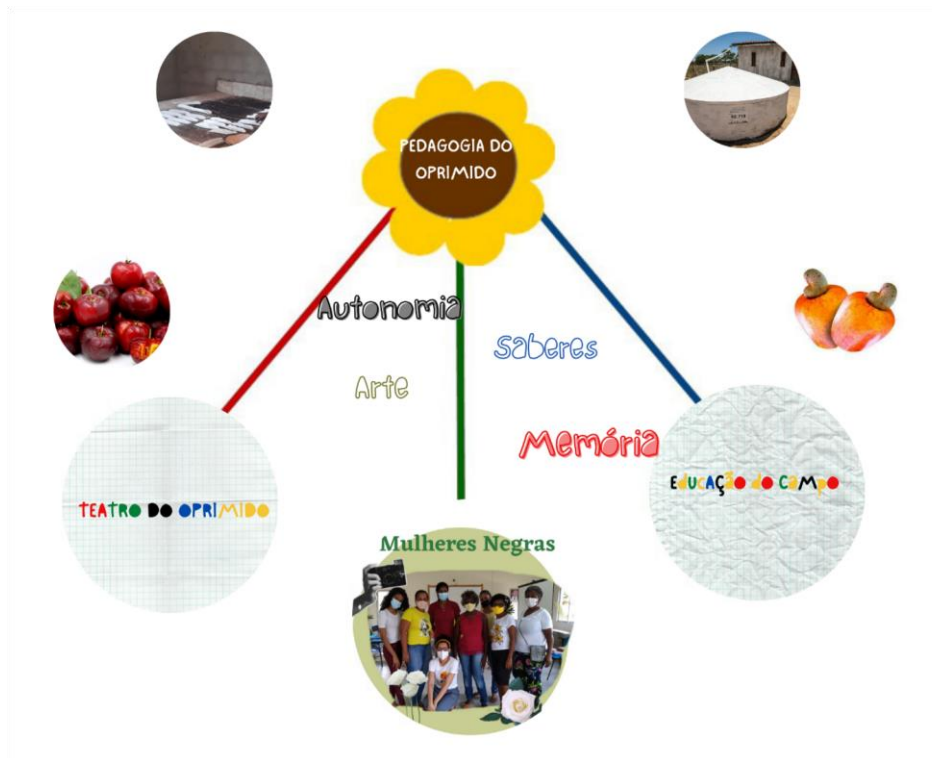 PEDAGOGIA DO
OPRIMIDO
Autonomia
Saberes
Arte
Memória
TEATRO DO OPRIMIDO
EDUCAÇÃO DO CAMPO
Mulheres Negras